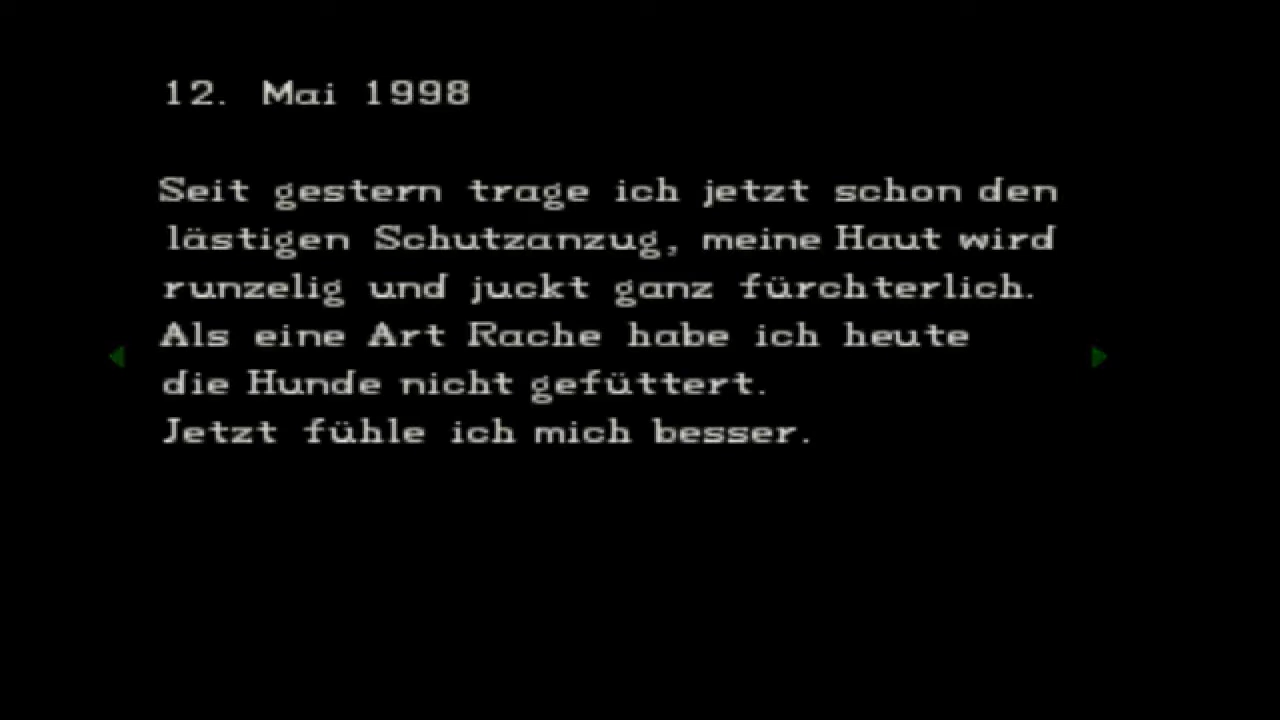 12. Mai 1998
Seit gestern trage ich jetzt schon den
lästigen Schutzanzug, meine Haut wird
runzelig und juckt ganz fürchterlich.
Als eine Art Rache habe ich heute
die Hunde nicht gefüttert.
Jetzt fühle ich mich besser.